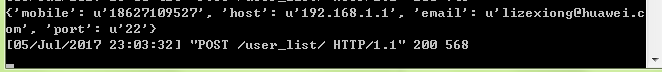 {'mobile': u'18627109527', 'host': u'192.168.1.1', 'email': u'lizexiong@huawei.c
om', 'port': u'22'}
[05/Jul/2017 23:03:32] "POST /user_list/ HTTP/1.1" 200 568